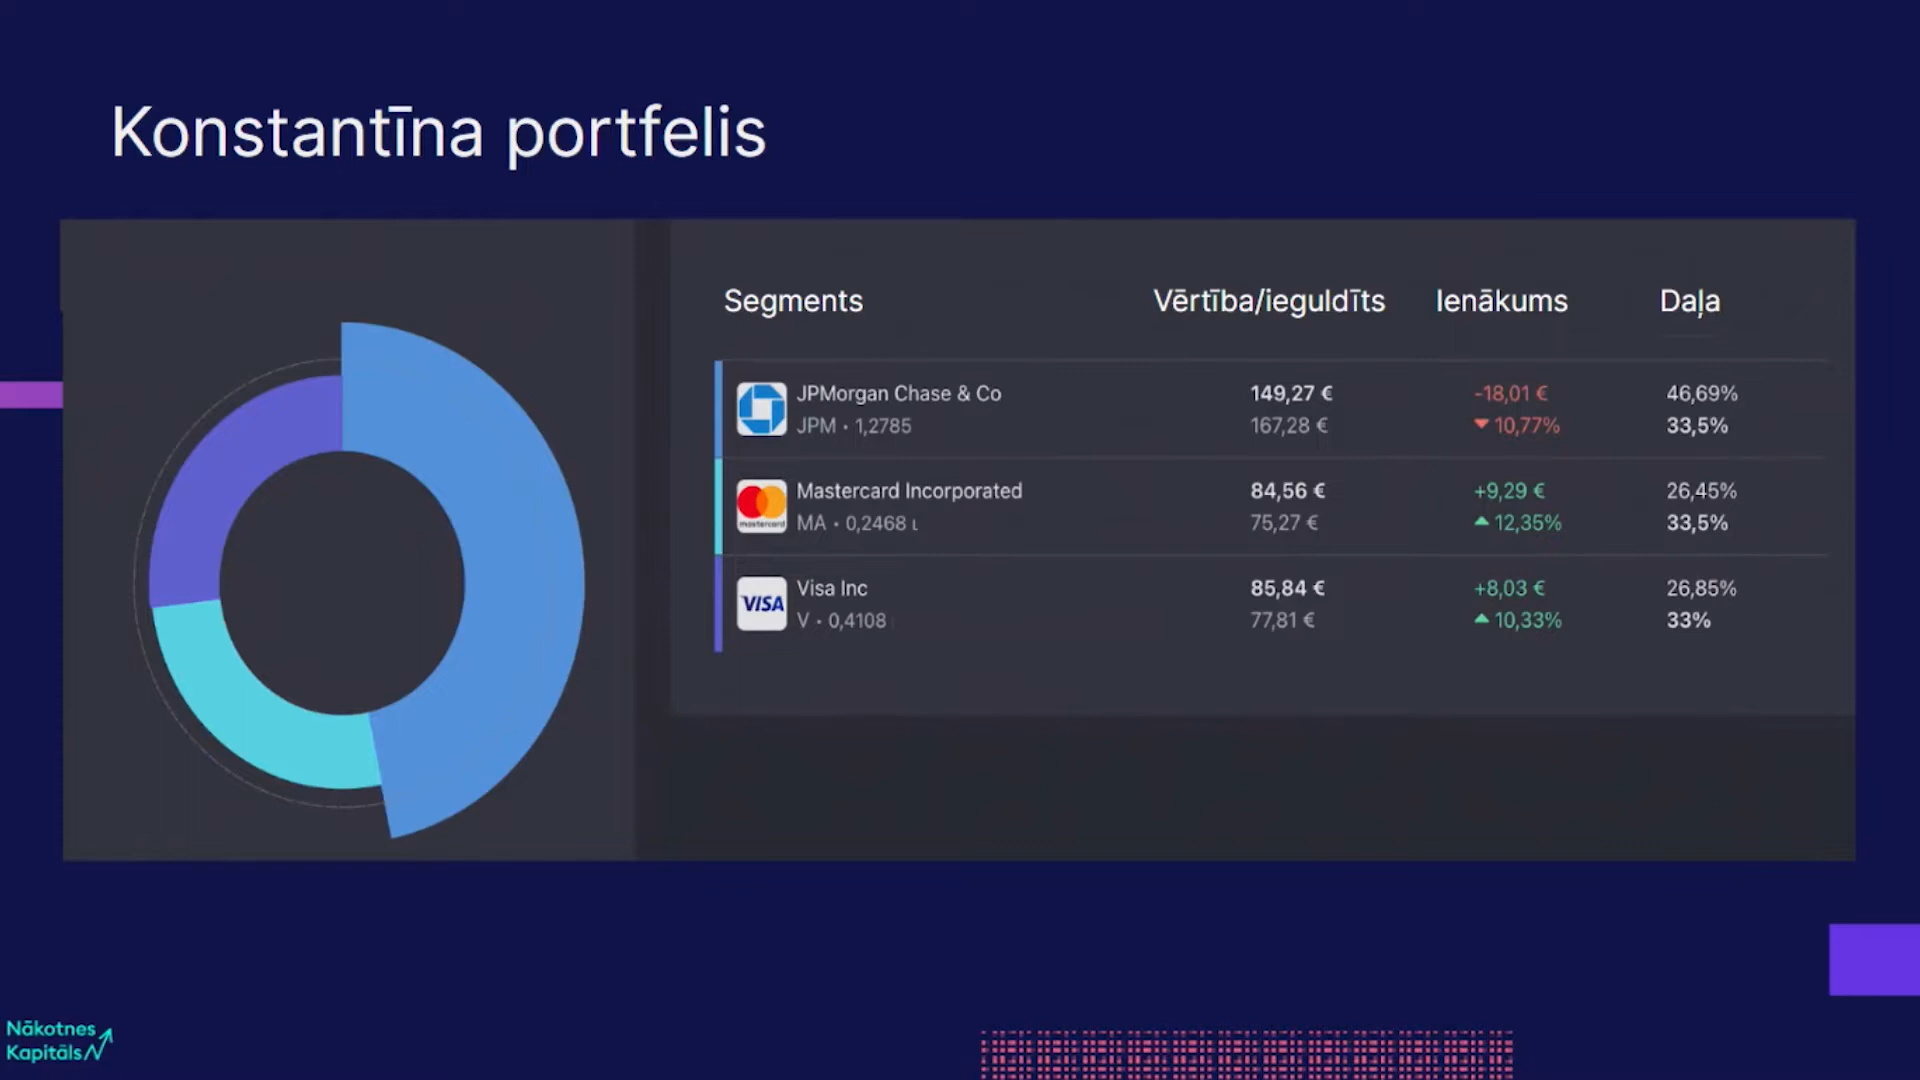 Konstantīna portfelis
Segments Vērtība/ieguldīts Ienākums Daļa
JPMorgan Chase & Co 149,27 € -18,01 € 46,69%
JPM • 1,2785 167,28 € 10,77% 33,5%
Mastercard Incorporated 84,56 € +9,29 € 26,45%
mastercard MA • 0,2468 75,27 € 12,35% 33,5%
Visa Inc 85,84 € +8,03 € 26,85%
VISA V • 0,4108 77,81 € 10,33% 33%
Nākotnes
Kapitāls